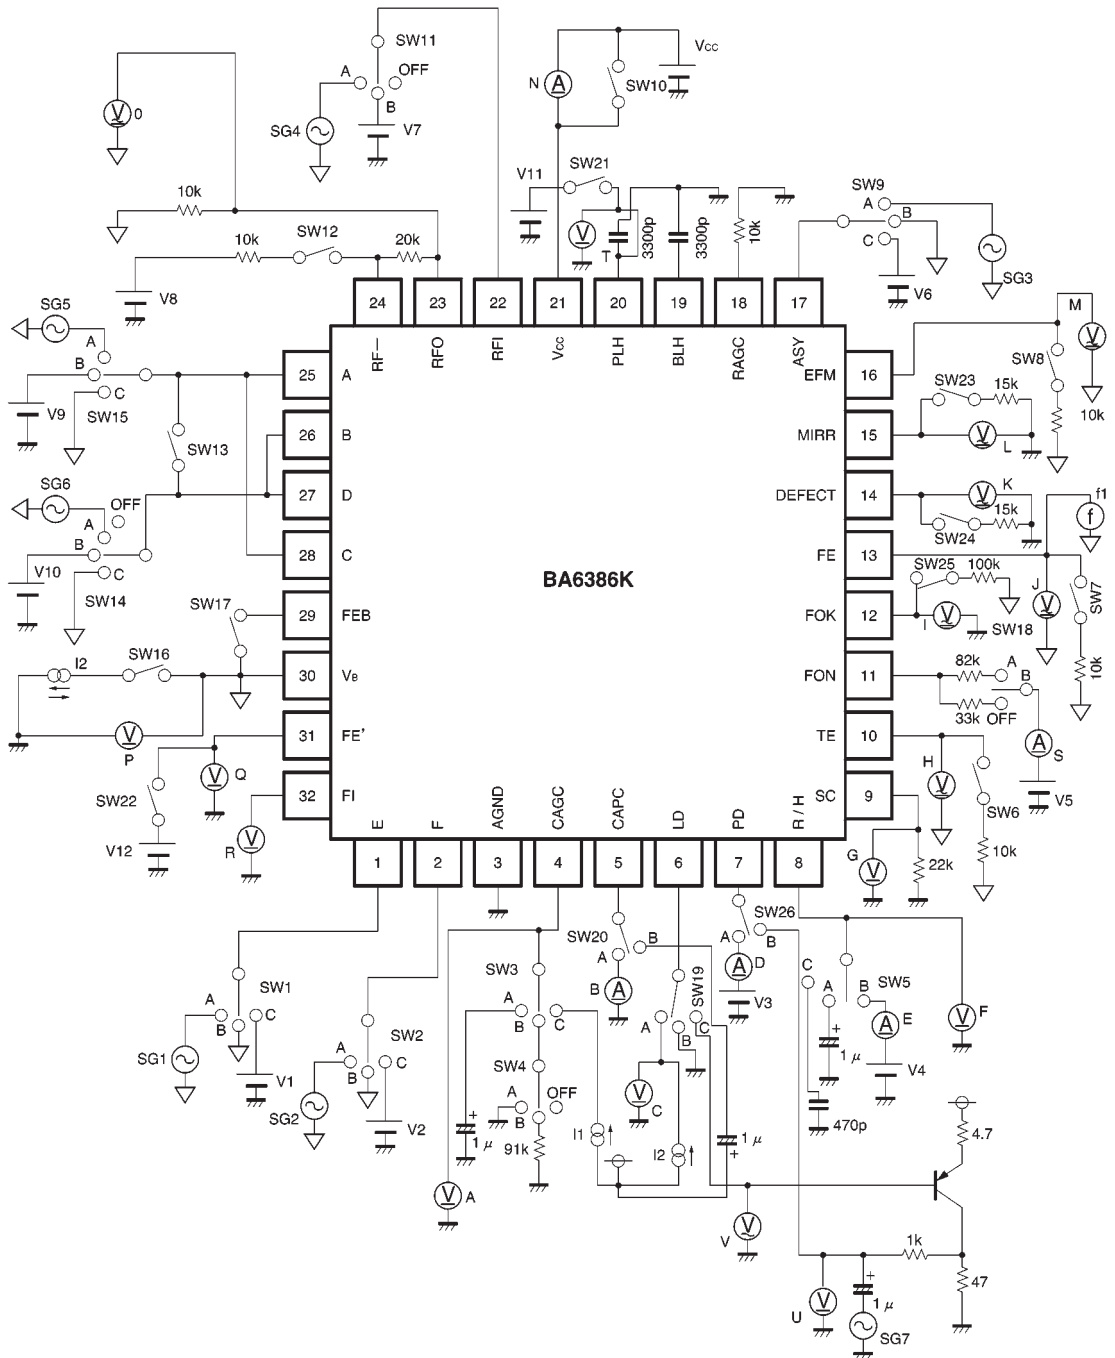 SW11
A
OFF
B
SG4
V7
Vcc
N
A
SW10
V
0
V11
SW21
V
T
3300p
3300p
10k
SW9
A
B
C
SG3
V6
10k
10k
SW12
20k
V8
24
23
22
21
20
19
18
17
RF−
RFO
RFI
Vcc
PLH
BLH
RAGC
ASY
SG5
A
B
C
V9
SW15
SW13
SG6
OFF
A
B
C
V10
SW14
SW17
I2
SW16
V
P
V
Q
SW22
V12
V
R
25
A
26
B
27
D
28
C
29
FEB
30
VB
31
FE'
32
FI
BA6386K
EFM
16
MIRR
15
DEFECT
14
FE
13
FOK
12
FON
11
TE
10
SC
9
M
V
SW8
10k
SW23
15k
V
L
V
K
15k
SW24
f1
f
SW25
100k
V
I
SW18
J
V
SW7
10k
82k
A
B
33k
OFF
A
S
V5
H
V
SW6
10k
G
V
22k
E
F
AGND
CAGC
CAPC
LD
PD
R / H
1
2
3
4
5
6
7
8
A
B
C
SW1
SG1
V1
A
B
C
SW2
SG2
V2
SW3
A
B
C
SW4
OFF
A
B
1 μ
+
91k
V
A
I1
I2
SW20
A
B
B
A
SW19
A
B
C
V
C
1 μ
+
SW26
A
B
A
D
V3
C
A
B
SW5
A
E
V4
+
1 μ
470p
V
F
4.7
V
V
1k
47
V
U
+
1 μ
SG7